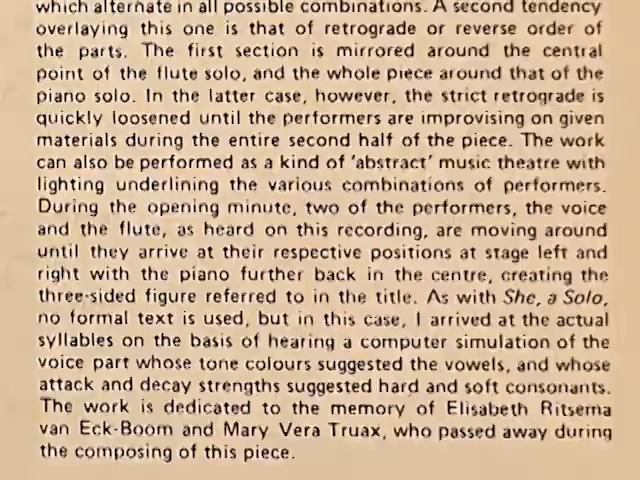 which alternate in all possible combinations. A second tendency
overlaying this one is that of retrograde or reverse order of
the parts. The first section is mirrored around the central
point of the flute solo, and the whole piece around that of the
piano solo. In the latter case, however, the strict retrograde is
quickly loosened until the performers are improvising on given
materials during the entire second half of the piece. The work
can also be performed as a kind of 'abstract' music theatre with
lighting underlining the various combinations of performers.
During the opening minute, two of the performers, the voice
and the flute, as heard on this recording, are moving around
until they arrive at their respective positions at stage left and
right with the piano further back in the centre, creating the
three-sided figure referred to in the title. As with She, a Solo,
no formal text is used, but in this case, I arrived at the actual
syllables on the basis of hearing a computer simulation of the
voice part whose tone colours suggested the vowels, and whose
attack and decay strengths suggested hard and soft consonants.
The work is dedicated to the memory of Elisabeth Ritsema
van Eck-Boom and Mary Vera Truax, who passed away during
the composing of this piece.